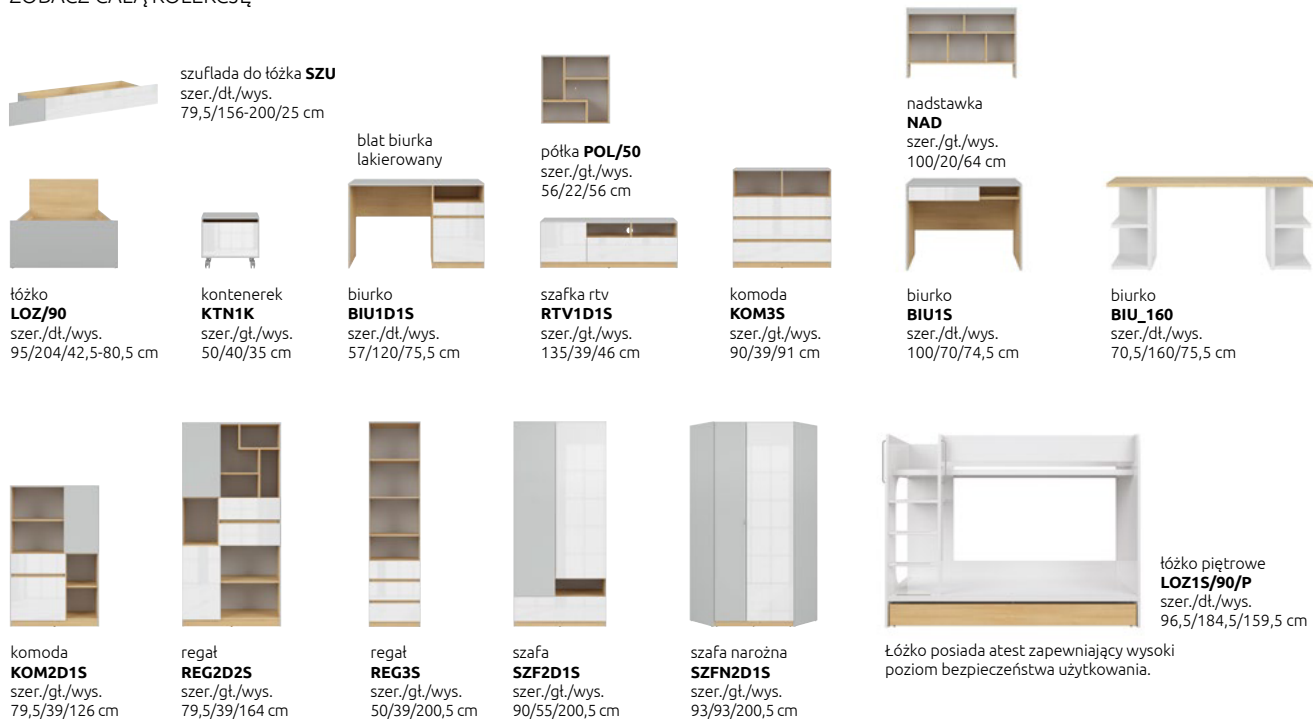 ZOBACZ CAŁĄ KOLEKCJĘ
szuflada do łóżka SZU
szer./dł./wys.
79,5/156-200/25 cm
blat biurka
lakierowany
półka POL/50
szer./gł./wys.
56/22/56 cm
nadstawka
NAD
szer./gł./wys.
100/20/64 cm
łóżko
LOZ/90
szer./dł./wys.
95/204/42,5-80,5 cm
kontenerek
KTN1K
szer./gł./wys.
50/40/35 cm
biurko
BIU1D1S
szer./dł./wys.
57/120/75,5 cm
szafka rtv
RTV1D1S
szer./gł./wys.
135/39/46 cm
komoda
KOM3S
szer./gł./wys.
90/39/91 cm
biurko
BIU1S
szer./dł./wys.
100/70/74,5 cm
biurko
BIU_160
szer./dł./wys.
70,5/160/75,5 cm
komoda
KOM2D1S
szer./gł./wys.
79,5/39/126 cm
regał
REG2D2S
szer./gł./wys.
79,5/39/164 cm
regał
REG3S
szer./gł./wys.
50/39/200,5 cm
szafa
SZF2D1S
szer./gł./wys.
90/55/200,5 cm
szafa narożna
SZFN2D1S
szer./gł./wys.
93/93/200,5 cm
łóżko piętrowe
LOZ1S/90/P
szer./dł./wys.
96,5/184,5/159,5 cm
Łóżko posiada atest zapewniający wysoki
poziom bezpieczeństwa użytkowania.